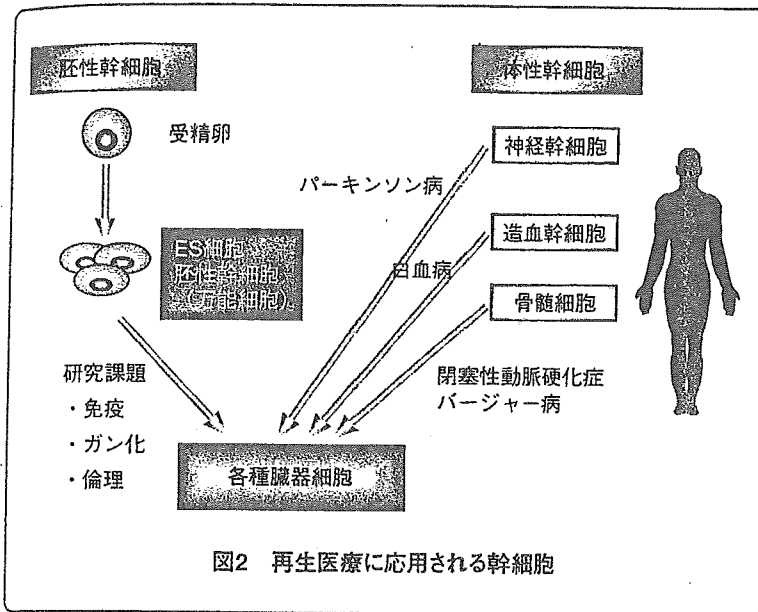 胚性幹細胞
受精卵
ES細胞
胚性幹細胞
(万能細胞)
研究課題
・免疫
・ガン化
・倫理
体性幹細胞
神経幹細胞
造血幹細胞
骨髄細胞
パーキンソン病
白血病
閉塞性動脈硬化症
バージャー病
各種臓器細胞
図2 再生医療に応用される幹細胞